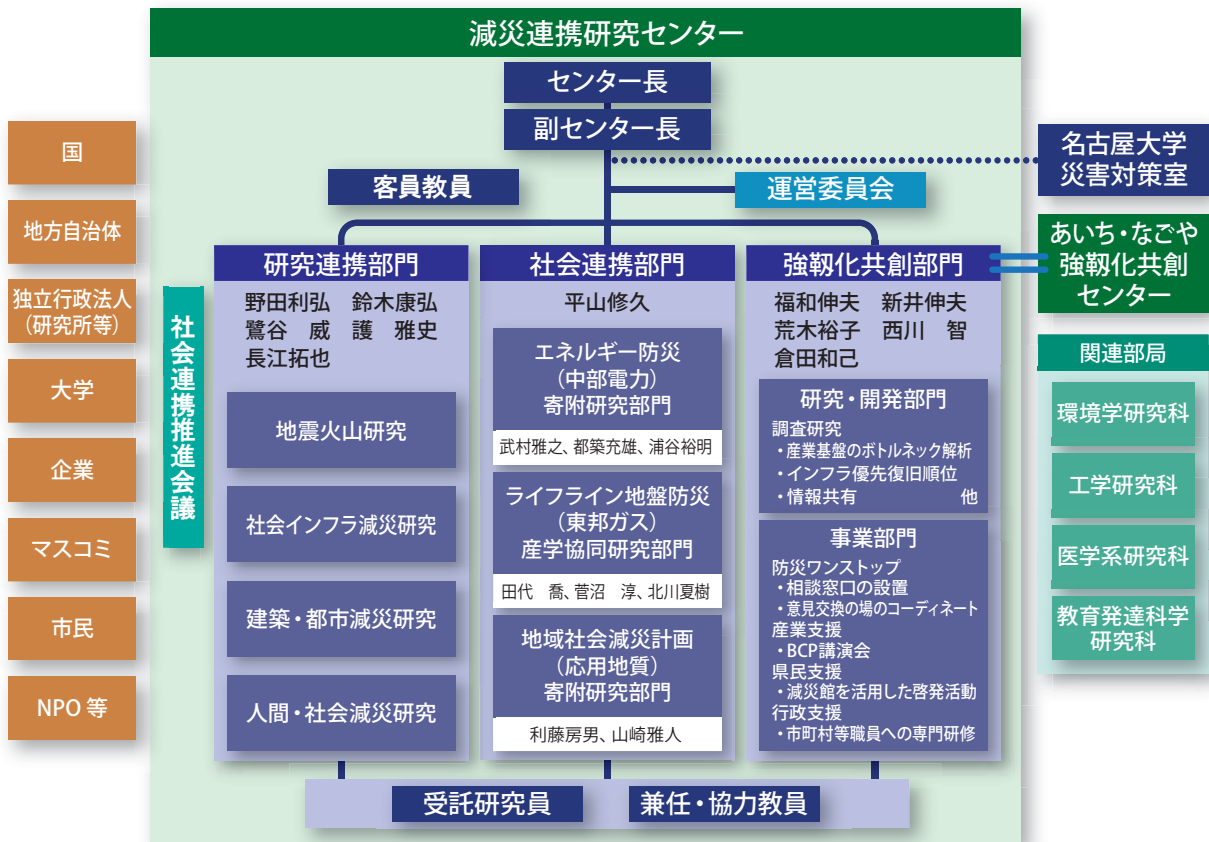 減災連携研究センター
センター長
副センター長
客員教員
運営委員会
国
地方自治体
独立行政法人
(研究所等)
大学
企業
マスコミ
市民
NPO 等
社会連携推進会議
研究連携部門
野田利弘 鈴木康弘
鷺谷 威 護 雅史
長江拓也
地震火山研究
社会インフラ減災研究
建築・都市減災研究
人間・社会減災研究
社会連携部門
平山修久
エネルギー防災
(中部電力)
寄附研究部門
武村雅之、都築充雄、浦谷裕明
ライフライン地盤防災
(東邦ガス)
産学協同研究部門
田代 喬、菅沼 淳、北川夏樹
地域社会減災計画
(応用地質)
寄附研究部門
利藤房男、山崎雅人
強靱化共創部門
福和伸夫 新井伸夫
荒木裕子 西川 智
倉田和己
研究・開発部門
調査研究
・産業基盤のボトルネック解析
・インフラ優先復旧順位
・情報共有 他
事業部門
防災ワンストップ
・相談窓口の設置
・意見交換の場のコーディネート
産業支援
・BCP講演会
県民支援
・減災館を活用した啓発活動
行政支援
・市町村等職員への専門研修
受託研究員
兼任・協力教員
名古屋大学
災害対策室
あいち・なごや
強靱化共創
センター
関連部局
環境学研究科
工学研究科
医学系研究科
教育発達科学
研究科